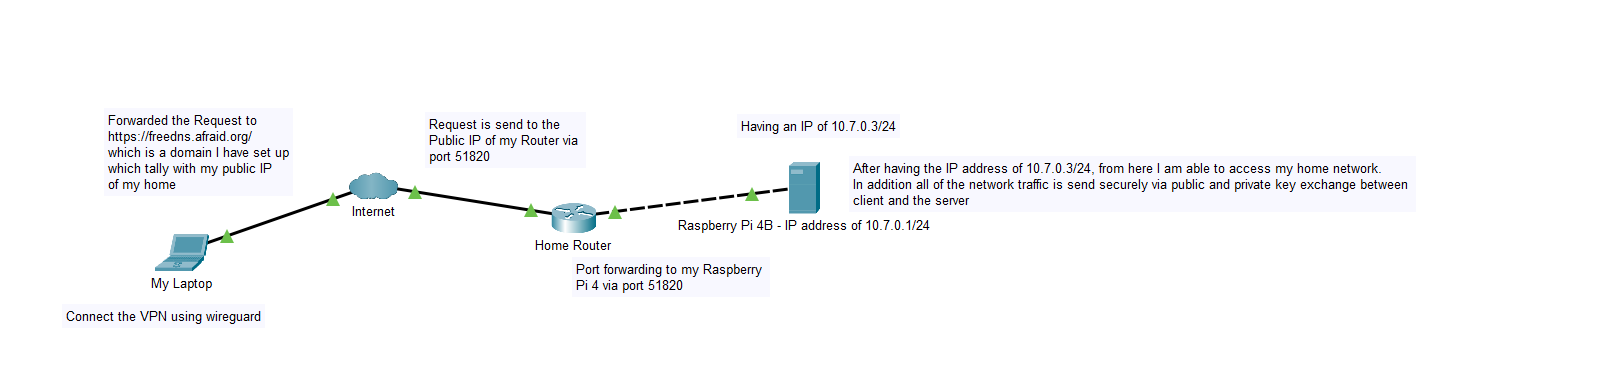 Forwarded the Request to
https://freedns.afraid.org/
which is a domain I have set up
which tally with my public IP
of my home
Request is send to the
Public IP of my Router via
port 51820
Having an IP of 10.7.0.3/24
After having the IP address of 10.7.0.3/24, from here I am able to access my home network.
In addition all of the network traffic is send securely via public and private key exchange between
client and the server
Internet
Raspberry Pi 4B - IP address of 10.7.0.1/24
Home Router
Port forwarding to my Raspberry
Pi 4 via port 51820
My Laptop
Connect the VPN using wireguard